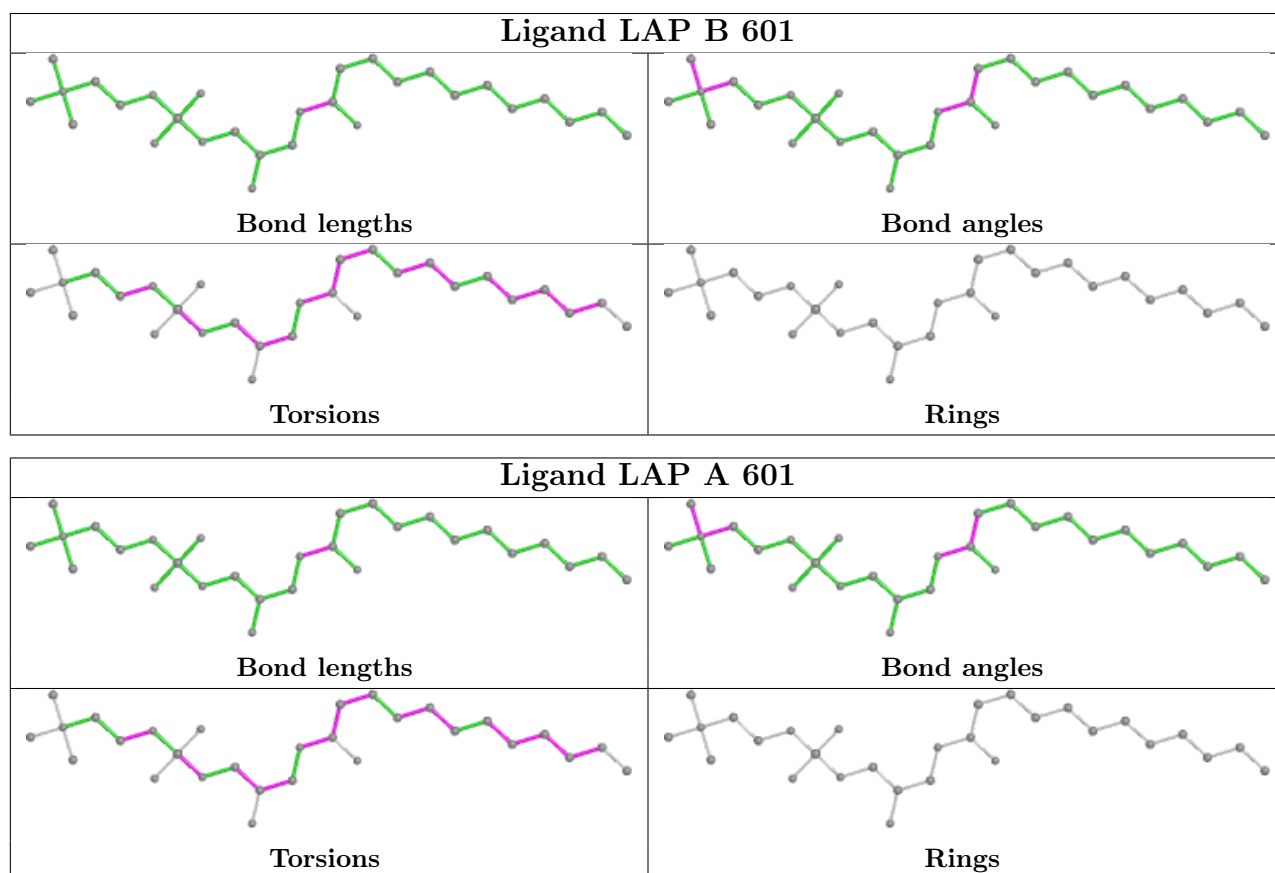 Ligand LAP B 601
Bond lengths Bond angles
Torsions Rings
Ligand LAP A 601
Bond lengths Bond angles
Torsions Rings